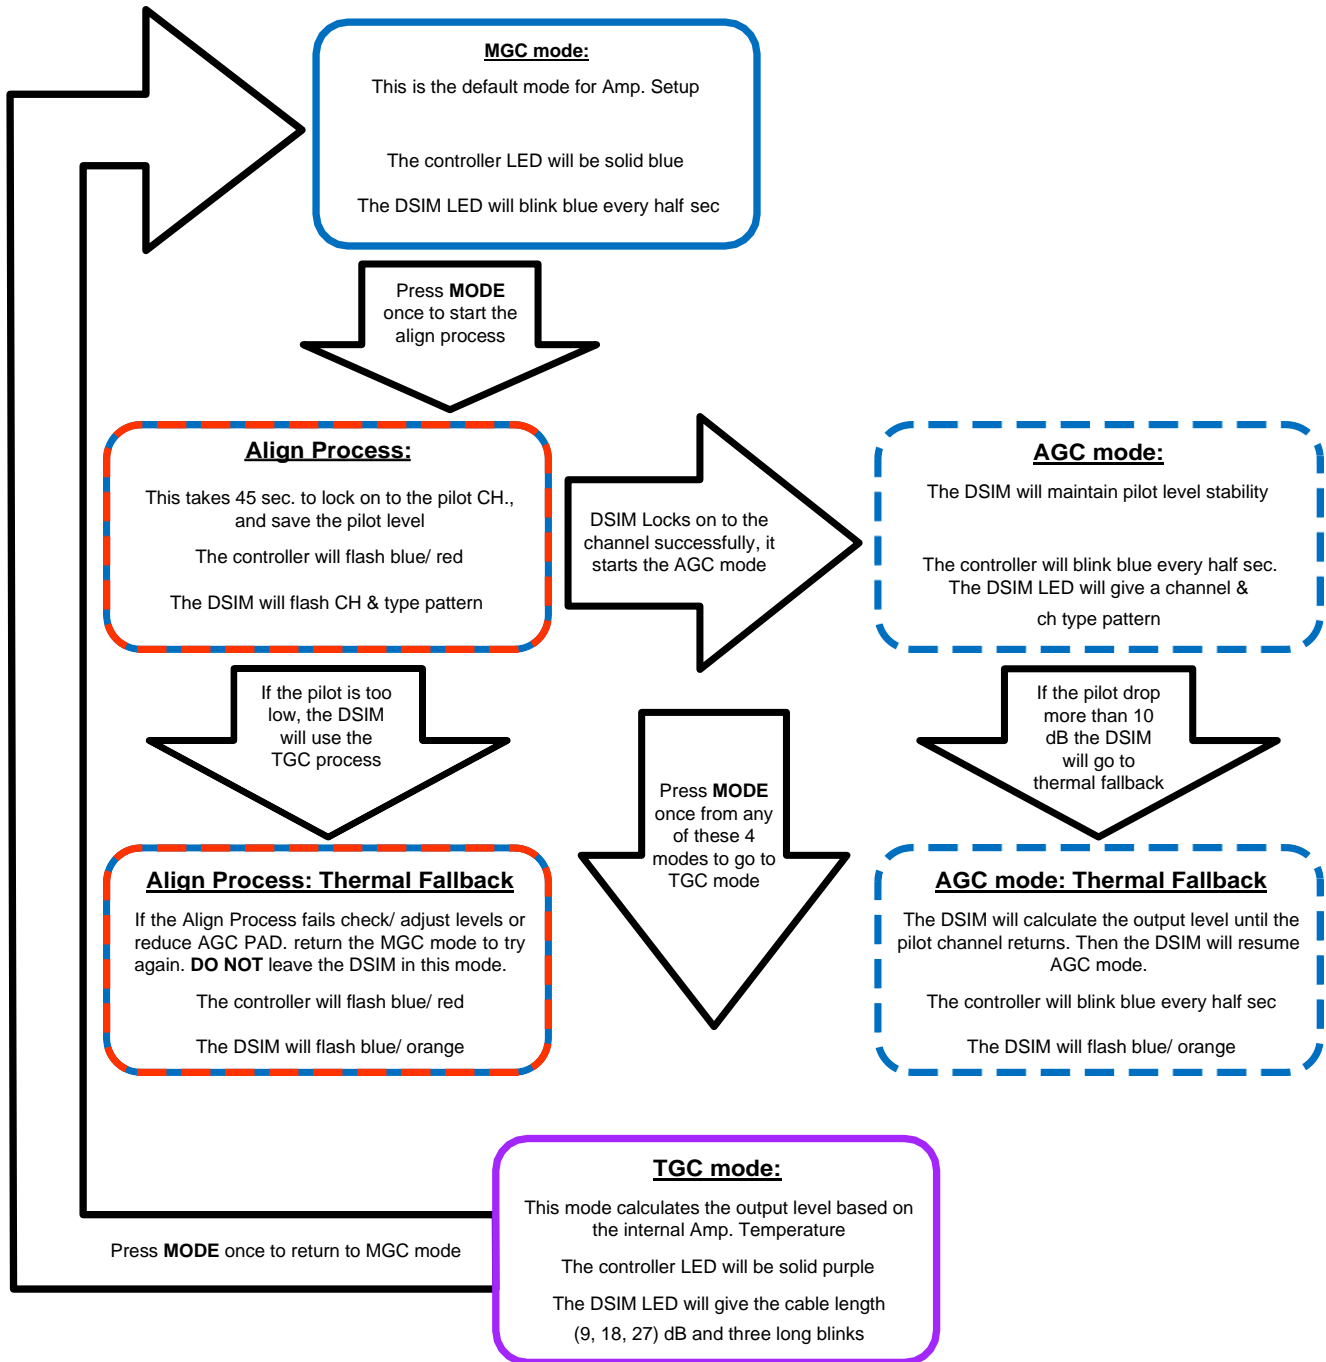 MGC mode:
This is the default mode for Amp. Setup
The controller LED will be solid blue
The DSIM LED will blink blue every half sec
Press MODE
once to start the
align process
Align Process:
This takes 45 sec. to lock on to the pilot CH.,
and save the pilot level
The controller will flash blue/ red
The DSIM will flash CH & type pattern
DSIM Locks on to the
channel successfully, it
starts the AGC mode
AGC mode:
The DSIM will maintain pilot level stability
The controller will blink blue every half sec.
The DSIM LED will give a channel &
ch type pattern
If the pilot is too
low, the DSIM
will use the
TGC process
Press MODE
once from any
of these 4
modes to go to
TGC mode
If the pilot drop
more than 10
dB the DSIM
will go to
thermal fallback
Align Process: Thermal Fallback
If the Align Process fails check/ adjust levels or
reduce AGC PAD. return the MGC mode to try
again. DO NOT leave the DSIM in this mode.
The controller will flash blue/ red
The DSIM will flash blue/ orange
AGC mode: Thermal Fallback
The DSIM will calculate the output level until the
pilot channel returns. Then the DSIM will resume
AGC mode.
The controller will blink blue every half sec
The DSIM will flash blue/ orange
TGC mode:
This mode calculates the output level based on
the internal Amp. Temperature
The controller LED will be solid purple
The DSIM LED will give the cable length
(9, 18, 27) dB and three long blinks
Press MODE once to return to MGC mode